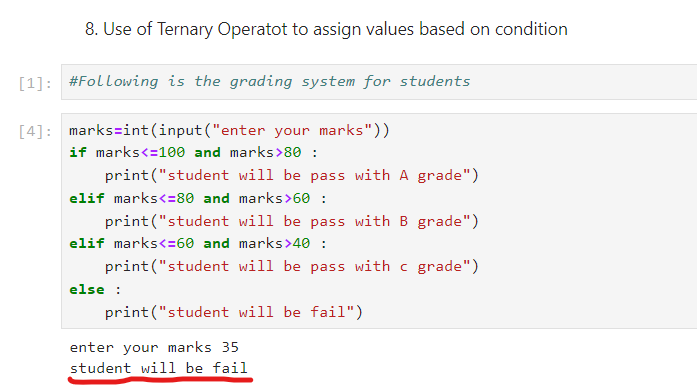 8. Use of Ternary Operatot to assign values based on condition
[1]: #Following is the grading system for students
[4]: marks=int(input("enter your marks"))
if marks<=100 and marks>80 :
    print("student will be pass with A grade")
elif marks<=80 and marks>60 :
    print("student will be pass with B grade")
elif marks<=60 and marks>40 :
    print("student will be pass with c grade")
else :
    print("student will be fail")
enter your marks 35
student will be fail